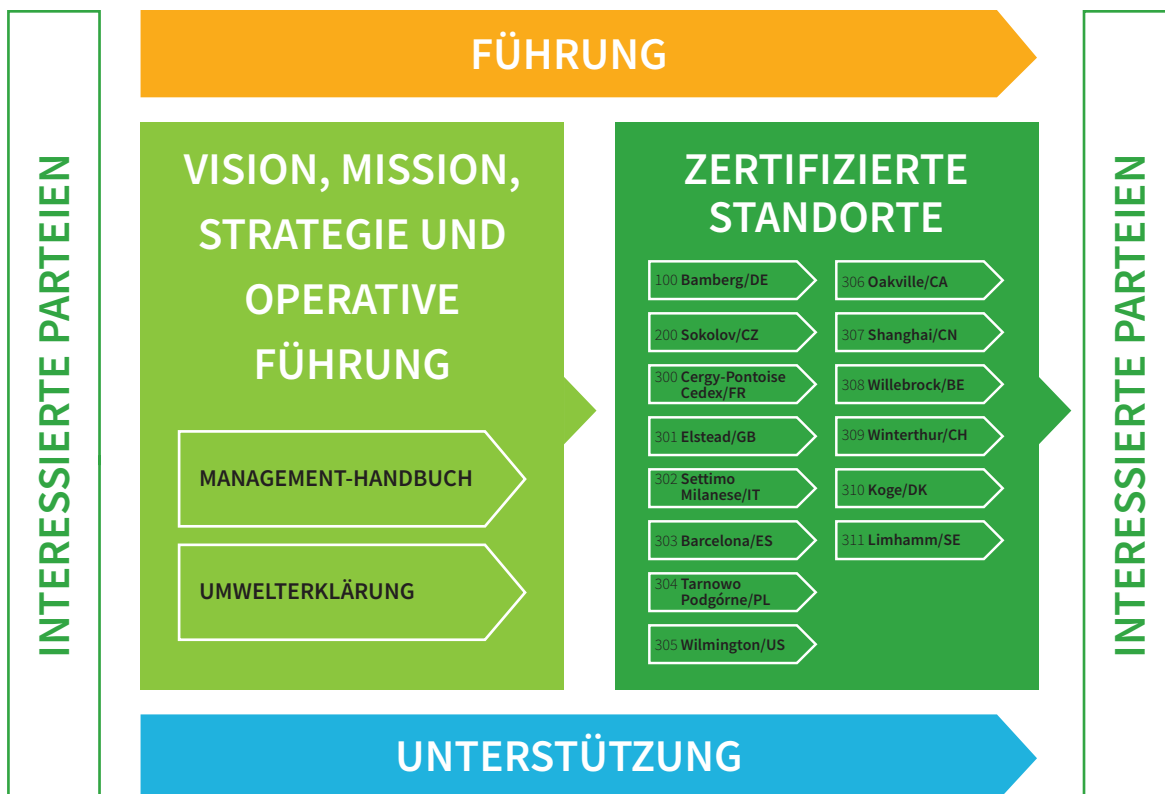 INTERESSIERTE PARTEIEN
FÜHRUNG
VISION, MISSION,
STRATEGIE UND
OPERATIVE
FÜHRUNG
MANAGEMENT-HANDBUCH
UMWELTERKLÄRUNG
ZERTIFIZIERTE
STANDORTE
100 Bamberg/DE
200 Sokolov/CZ
300 Cergy-Pontoise
Cedex/FR
301 Elstead/GB
302 Settimo
Milanese/IT
303 Barcelona/ES
304 Tarnowo
Podgórne/PL
305 Wilmington/US
306 Oakville/CA
307 Shanghai/CN
308 Willebrock/BE
309 Winterthur/CH
310 Koge/DK
311 Limhamm/SE
UNTERSTÜTZUNG
INTERESSIERTE PARTEIEN